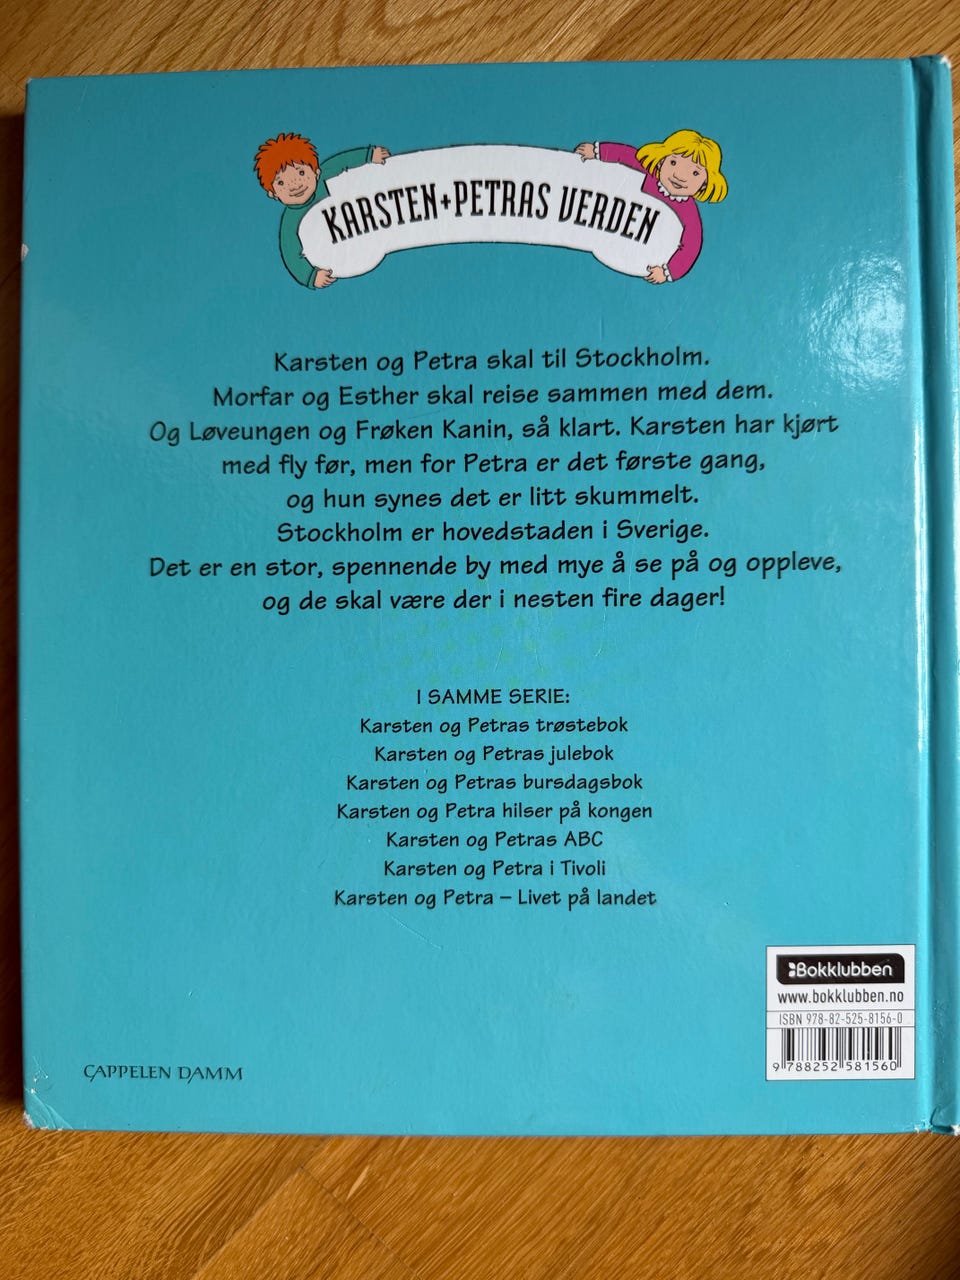 KARSTEN+PETRAS VERDEN
Karsten og Petra skal til Stockholm.
Morfar og Esther skal reise sammen med dem.
Og Løveungen og Frøken Kanin, så klart. Karsten har kjørt
med fly før, men for Petra er det første gang,
og hun synes det er litt skummelt.
Stockholm er hovedstaden i Sverige.
Det er en stor, spennende by med mye å se på og oppleve,
og de skal være der i nesten fire dager!
I SAMME SERIE:
Karsten og Petras trøstebok
Karsten og Petras julebok
Karsten og Petras bursdagsbok
Karsten og Petra hilser på kongen
Karsten og Petras ABC
Karsten og Petra i Tivoli
Karsten og Petra – Livet på landet
Bokklubben
www.bokklubben.no
ISBN 978-82-525-8156-0
9 788252 581560
CAPPELEN DAMM